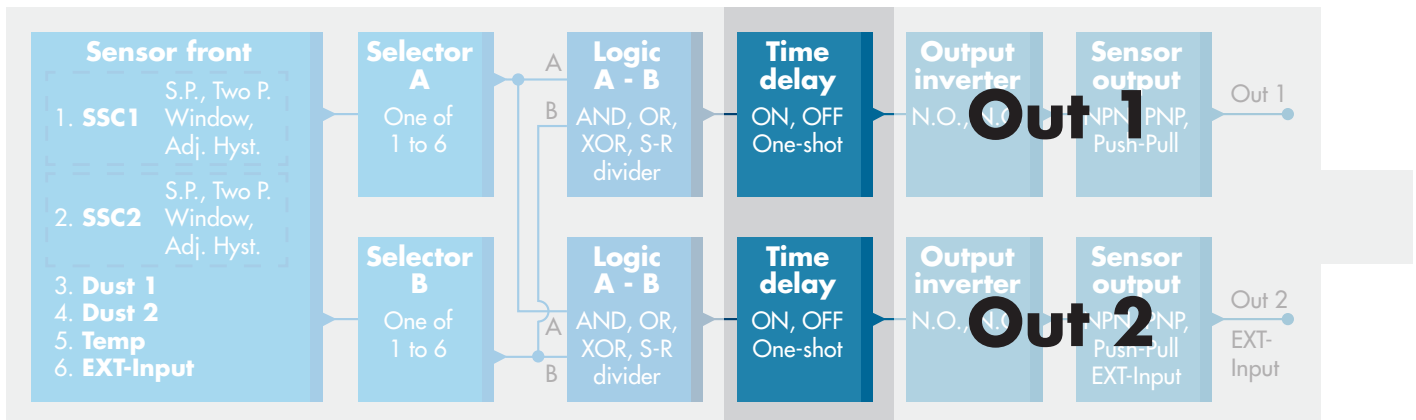 Sensor front
1. SSC1
S.P., Two P.
Window,
Adj. Hyst.
2. SSC2
S.P., Two P.
Window,
Adj. Hyst.
3. Dust 1
4. Dust 2
5. Temp
6. EXT-Input
Selector
A
One of
1 to 6
Selector
B
One of
1 to 6
A
B
Logic
A - B
AND, OR,
XOR, S-R
divider
Time
delay
ON, OFF
One-shot
Output
inverter
N.O.,
Sensor
output
NPN, PNP,
Push-Pull
Out 1
Out 1
A
B
Logic
A - B
AND, OR,
XOR, S-R
divider
Time
delay
ON, OFF
One-shot
Output
inverter
N.O.,
Sensor
output
NPN, PNP,
Push-Pull
EXT-Input
Out 2
Out 2
EXT-
Input